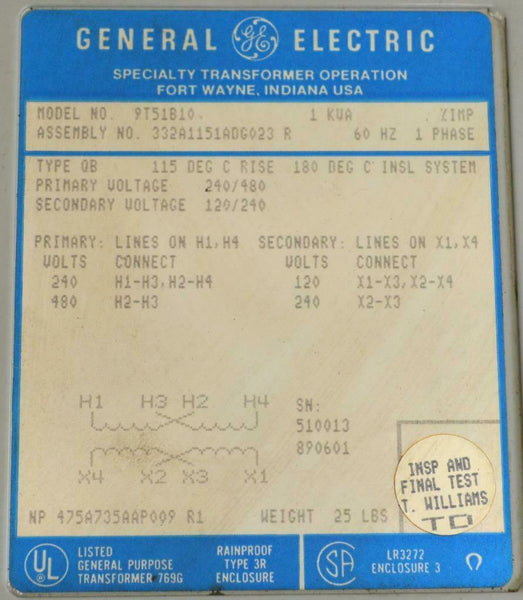 GENERAL GE ELECTRIC
SPECIALTY TRANSFORMER OPERATION
FORT WAYNE, INDIANA USA
MODEL NO. 9T51B10 1 KVA . %IMP
ASSEMBLY NO. 332A1151ADG023 R 60 HZ 1 PHASE
TYPE QB 115 DEG C RISE 180 DEG C INSL SYSTEM
PRIMARY VOLTAGE 240/480
SECONDARY VOLTAGE 120/240
PRIMARY: LINES ON H1,H4 SECONDARY: LINES ON X1,X4
VOLTS CONNECT VOLTS CONNECT
240 H1-H3,H2-H4 120 X1-X3,X2-X4
480 H2-H3 240 X2-X3
H1 H3 H2 H4 SN:
510013
890601
X4 X2 X3 X1
INSP AND
FINAL TEST
T. WILLIAMS
TO
NP 475A735AAP009 R1 WEIGHT 25 LBS
UL LISTED
GENERAL PURPOSE
TRANSFORMER 769G
RAINPROOF
TYPE 3R
ENCLOSURE
SA LR3272
ENCLOSURE 3